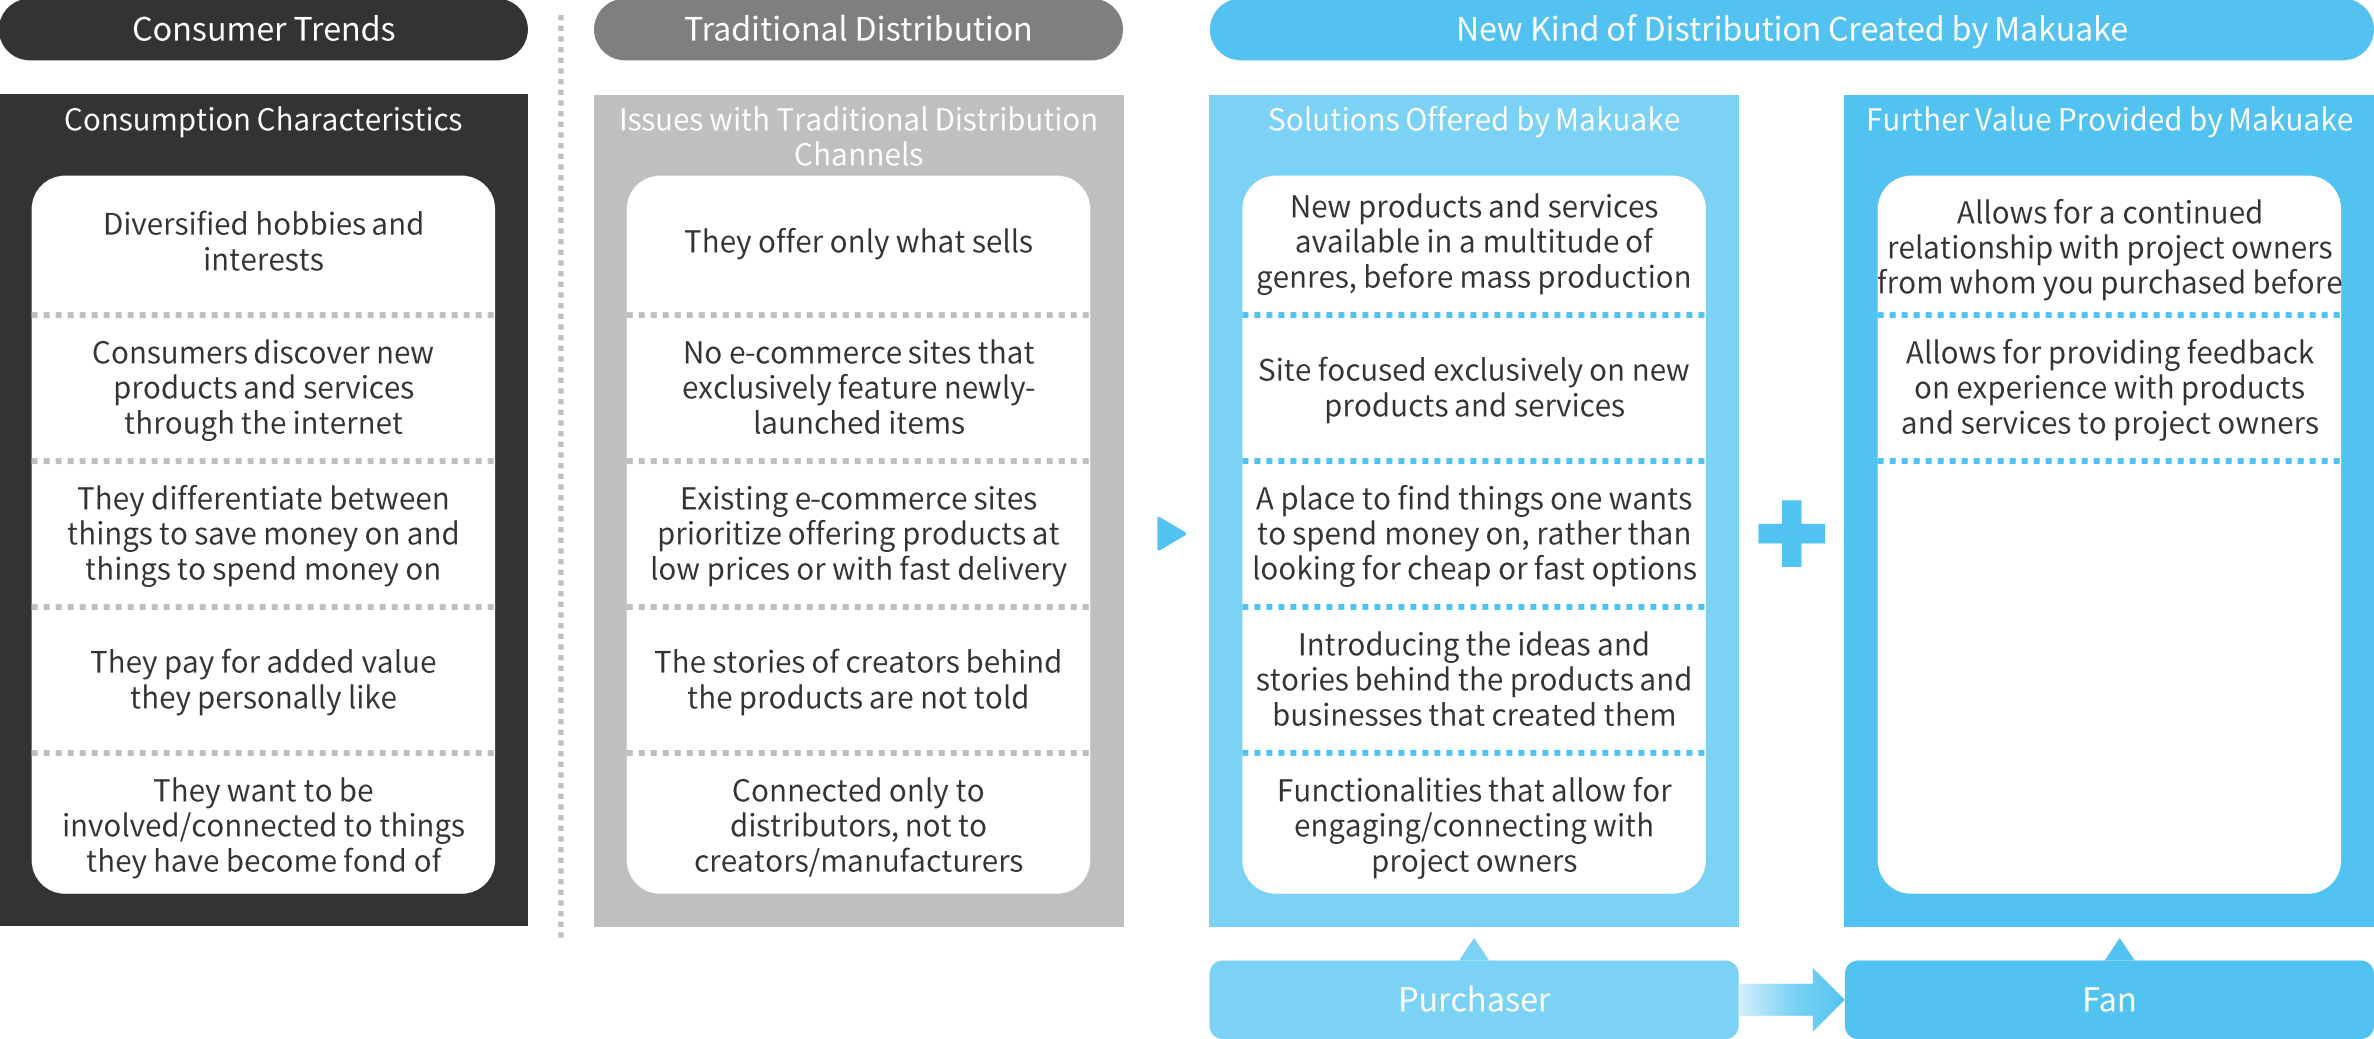 Consumer Trends
Traditional Distribution
New Kind of Distribution Created by Makuake
Consumption Characteristics
Diversified hobbies and
interests
Consumers discover new
products and services
through the internet
They differentiate between
things to save money on and
things to spend money on
They pay for added value
they personally like
They want to be
involved/connected to things
they have become fond of
Issues with Traditional Distribution
Channels
They offer only what sells
No e-commerce sites that
exclusively feature newly-
launched items
Existing e-commerce sites
prioritize offering products at
low prices or with fast delivery
The stories of creators behind
the products are not told
Connected only to
distributors, not to
creators/manufacturers
Solutions Offered by Makuake
New products and services
available in a multitude of
genres, before mass production
Site focused exclusively on new
products and services
A place to find things one wants
to spend money on, rather than
looking for cheap or fast options
Introducing the ideas and
stories behind the products and
businesses that created them
Functionalities that allow for
engaging/connecting with
project owners
Further Value Provided by Makuake
Allows for a continued
relationship with project owners
from whom you purchased before
Allows for providing feedback
on experience with products
and services to project owners
Purchaser
Fan